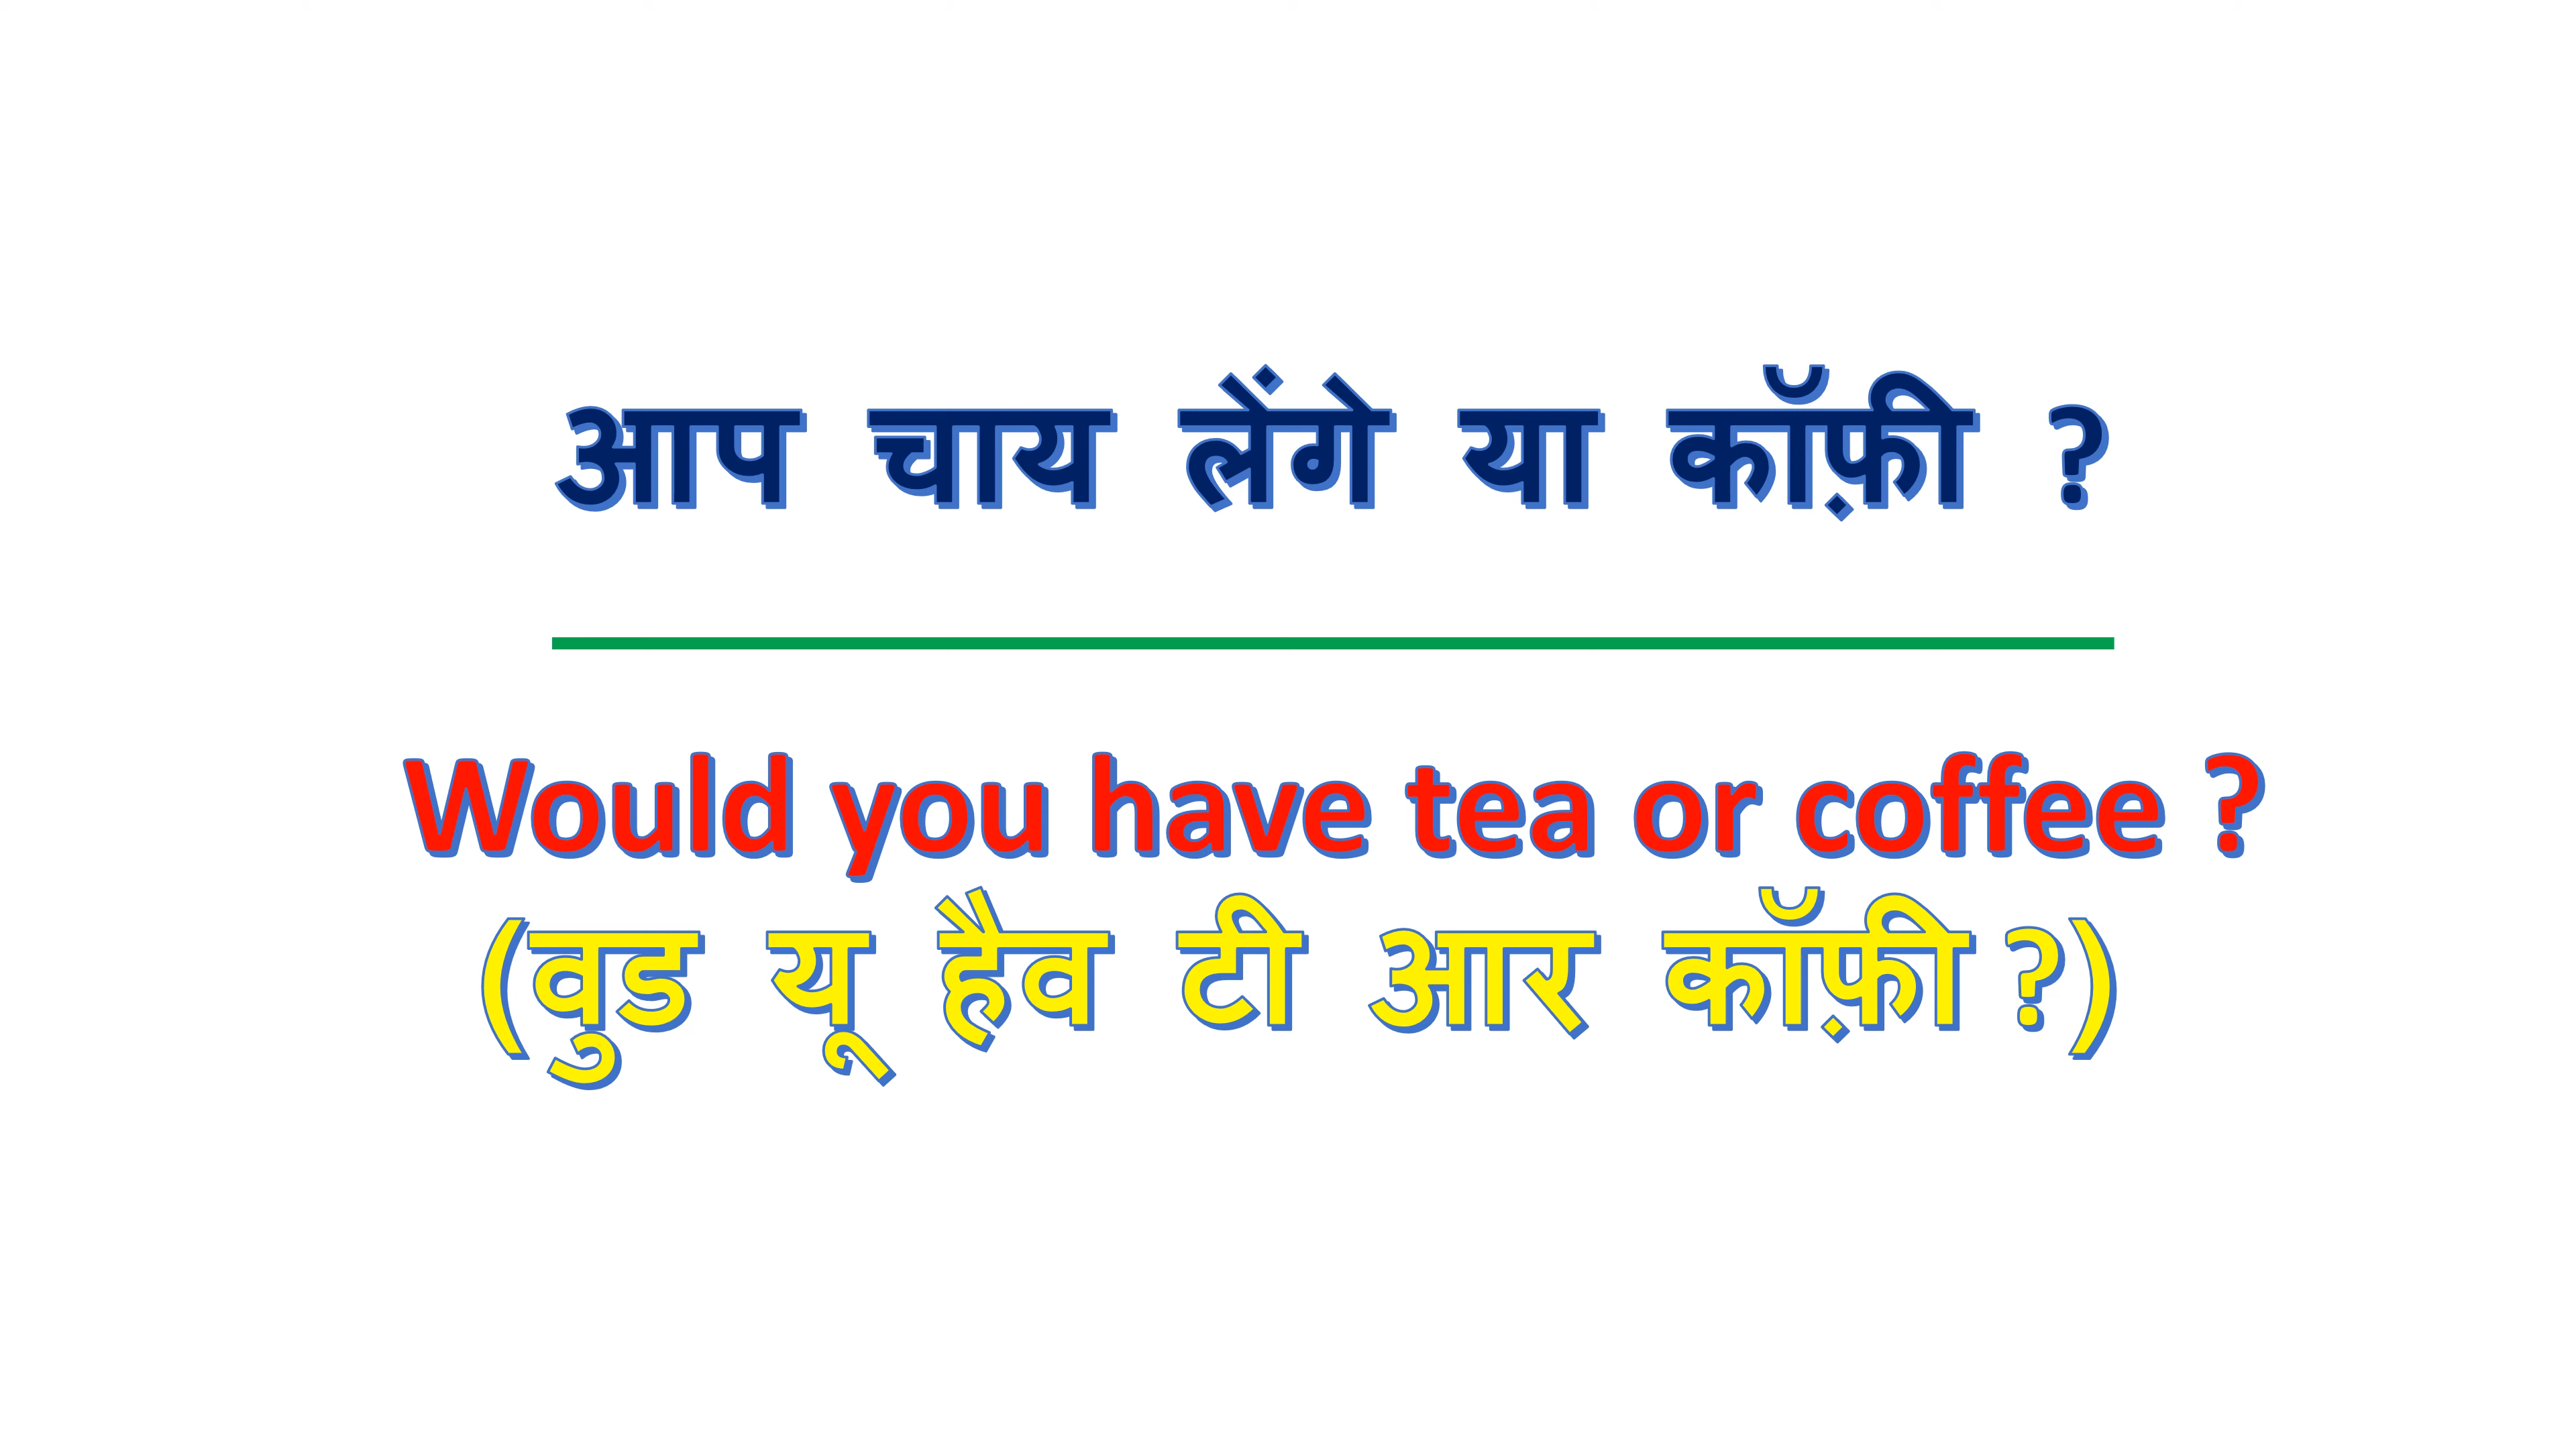 आप चाय लेंगे या कॉफ़ी ?
Would you have tea or coffee ?
(वुड यू हैव टी आर कॉफ़ी ?)